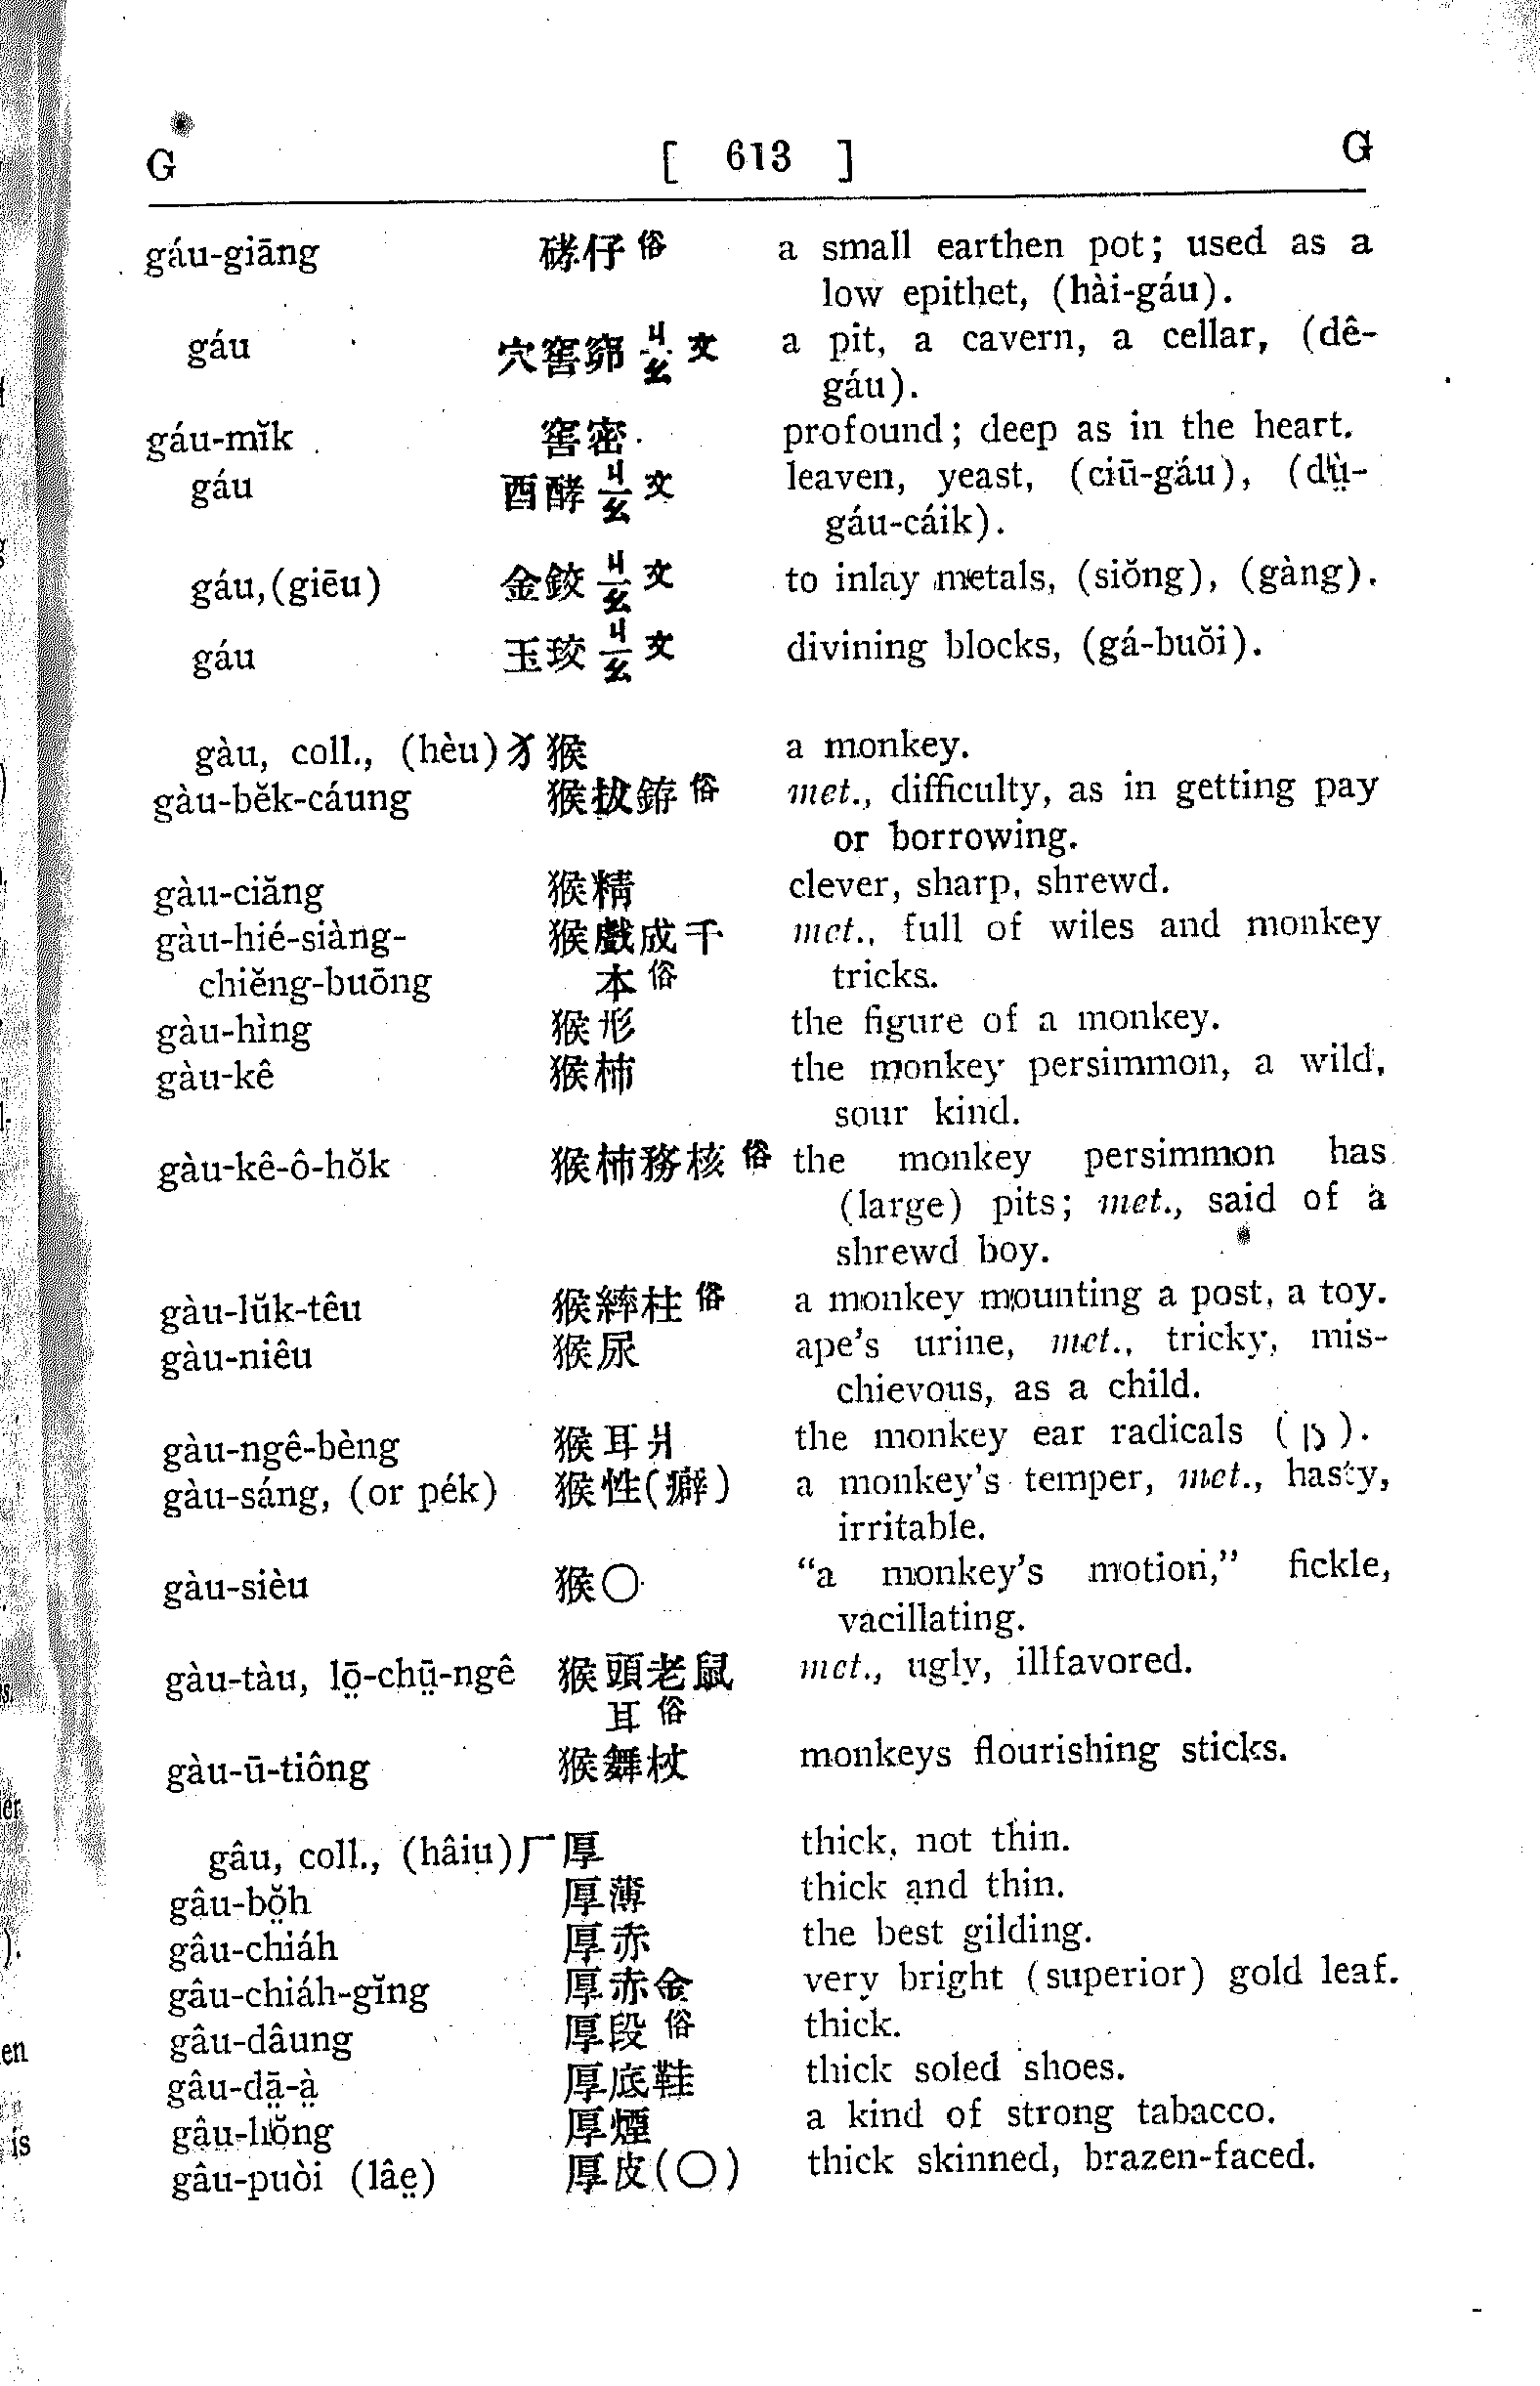 G [ 613 ] G
gáu-giāng 硣仔俗 a small earthen pot; used as a
low epithet, (hài-gáu).
gáu 穴窖窌 ㄐㄠ 文 a pit, a cavern, a cellar, (dê-
gáu).
gáu-mĭk 窖密 profound; deep as in the heart.
gáu 酉酵 ㄐㄠ 文 leaven, yeast, (ciū-gáu), (dṳ̀-
gáu-cáik).
gáu, (giēu) 金鉸 ㄐㄠ 文 to inlay metals, (siŏng), (gàng).
gáu 玉珓 ㄐㄠ 文 divining blocks, (gá-buŏi).
gàu, coll., (hèu) 犭猴 a monkey.
gàu-bĕk-cáung 猴拔 俗 met., difficulty, as in getting pay
or borrowing.
gàu-ciăng 猴精 clever, sharp, shrewd.
gàu-hié-siàng- 猴戲成千 met., full of wiles and monkey
chiĕng-buōng 本俗 tricks.
gàu-hìng 猴形 the figure of a monkey.
gàu-kê 猴柿 the monkey persimmon, a wild,
sour kind.
gàu-kê-ô-hŏk 猴柿務核俗 the monkey persimmon has
(large) pits; met., said of a
shrewd boy.
gàu-lŭk-têu 猴繂柱俗 a monkey mounting a post, a toy.
gàu-niêu 猴尿 ape's urine, met., tricky, mis-
chievous, as a child.
gàu-ngê-bèng 猴耳爿 the monkey ear radicals ( ).
gàu-sáng, (or pék) 猴性(癖) a monkey's temper, met., hasty,
irritable.
gàu-sièu 猴〇 "a monkey's motion," fickle,
vacillating.
gàu-tàu, lō̤-chṳ̄-ngê 猴頭老鼠 met., ugly, illfavored.
耳俗
gàu-ū-tiông 猴舞杖 monkeys flourishing sticks.
gâu, coll., (hâiu) 厂厚 thick, not thin.
gâu-bŏ̤h 厚薄 thick and thin.
gâu-chiáh 厚赤 the best gilding.
gâu-chiáh-gĭng 厚赤金 very bright (superior) gold leaf.
gâu-dâung 厚段俗 thick.
gâu-dā̤-à̤ 厚底鞋 thick soled shoes.
gâu-hŏng 厚煙 a kind of strong tabacco.
gâu-puòi (lâe̤) 厚皮(〇) thick skinned, brazen-faced.